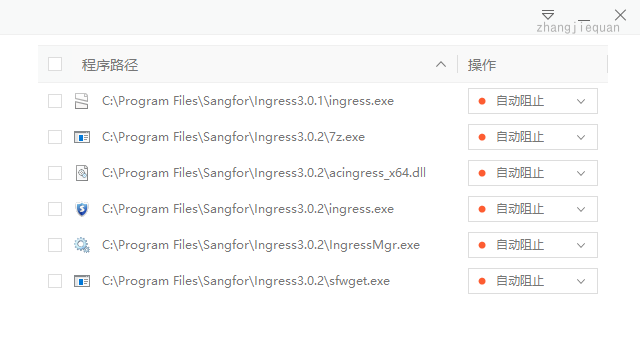 zhangjiequan
程序路径 操作
C:\Program Files\Sangfor\Ingress3.0.1\ingress.exe 自动阻止
C:\Program Files\Sangfor\Ingress3.0.2\7z.exe 自动阻止
C:\Program Files\Sangfor\Ingress3.0.2\acingress_x64.dll 自动阻止
C:\Program Files\Sangfor\Ingress3.0.2\ingress.exe 自动阻止
C:\Program Files\Sangfor\Ingress3.0.2\IngressMgr.exe 自动阻止
C:\Program Files\Sangfor\Ingress3.0.2\sfwget.exe 自动阻止